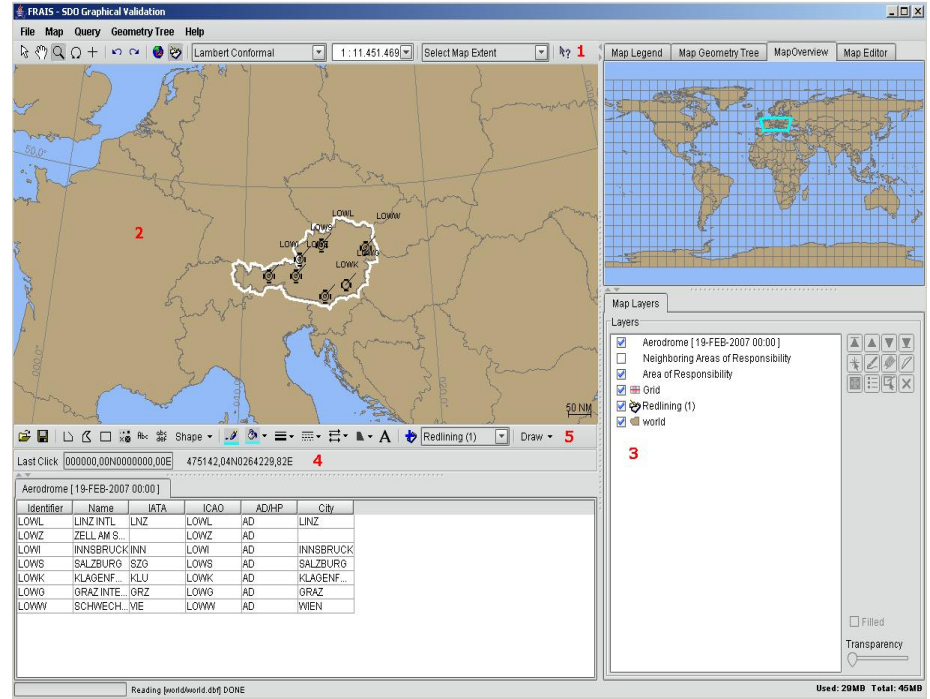 FRAIS - SDO Graphical Validation
File Map Query Geometry Tree Help
Lambert Conformal 1 : 11.451.469 Select Map Extent 1
Map Legend Map Geometry Tree MapOverview Map Editor
50,0°
2
LOWL
LOWW
LOWS
LOWI
LOWK
000,0°
50 NM
Map Layers
Layers
Aerodrome [ 19-FEB-2007 00:00 ]
Neighboring Areas of Responsibility
Area of Responsibility
Grid
Redlining (1)
world
3
Filled
Transparency
Abc abc Shape A Redlining (1) Draw 5
Last Click 000000,00N0000000,00E 475142,04N0264229,82E 4
Aerodrome [ 19-FEB-2007 00:00 ]
Identifier Name IATA ICAO AD/HP City
LOWL LINZ INTL LNZ LOWL AD LINZ
LOWZ ZELL AM S... LOWZ AD
LOWI INNSBRUCK INN LOWI AD INNSBRUCK
LOWS SALZBURG SZG LOWS AD SALZBURG
LOWK KLAGENF... KLU LOWK AD KLAGENF...
LOWG GRAZ INTE... GRZ LOWG AD GRAZ
LOWW SCHWECH... VIE LOWW AD WIEN
Reading [world/world.dbf] DONE
Used: 29MB Total: 45MB